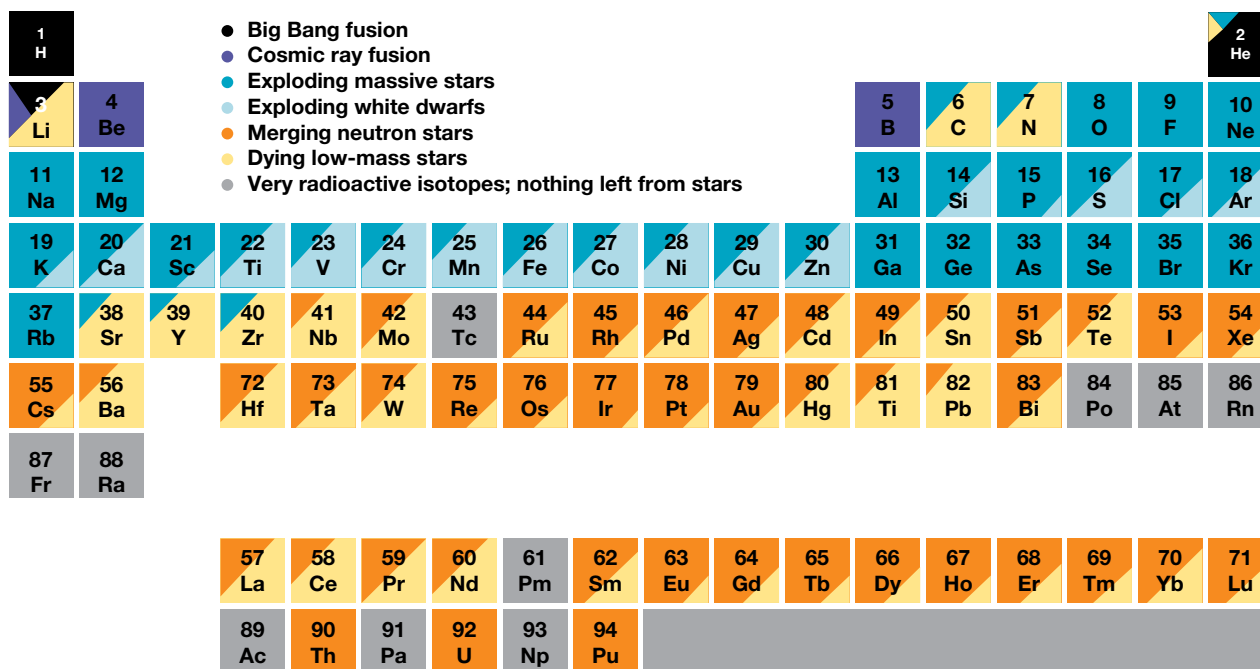 1
H
Big Bang fusion
Cosmic ray fusion
Exploding massive stars
Exploding white dwarfs
Merging neutron stars
Dying low-mass stars
Very radioactive isotopes; nothing left from stars
2
He
3 4 5 6 7 8 9 10
Li Be B C N O F Ne
11 12 13 14 15 16 17 18
Na Mg Al Si P S Cl Ar
19 20 21 22 23 24 25 26 27 28 29 30 31 32 33 34 35 36
K Ca Sc Ti V Cr Mn Fe Co Ni Cu Zn Ga Ge As Se Br Kr
37 38 39 40 41 42 43 44 45 46 47 48 49 50 51 52 53 54
Rb Sr Y Zr Nb Mo Tc Ru Rh Pd Ag Cd In Sn Sb Te I Xe
55 56 72 73 74 75 76 77 78 79 80 81 82 83 84 85 86
Cs Ba Hf Ta W Re Os Ir Pt Au Hg Ti Pb Bi Po At Rn
87 88
Fr Ra
57 58 59 60 61 62 63 64 65 66 67 68 69 70 71
La Ce Pr Nd Pm Sm Eu Gd Tb Dy Ho Er Tm Yb Lu
89 90 91 92 93 94
Ac Th Pa U Np Pu